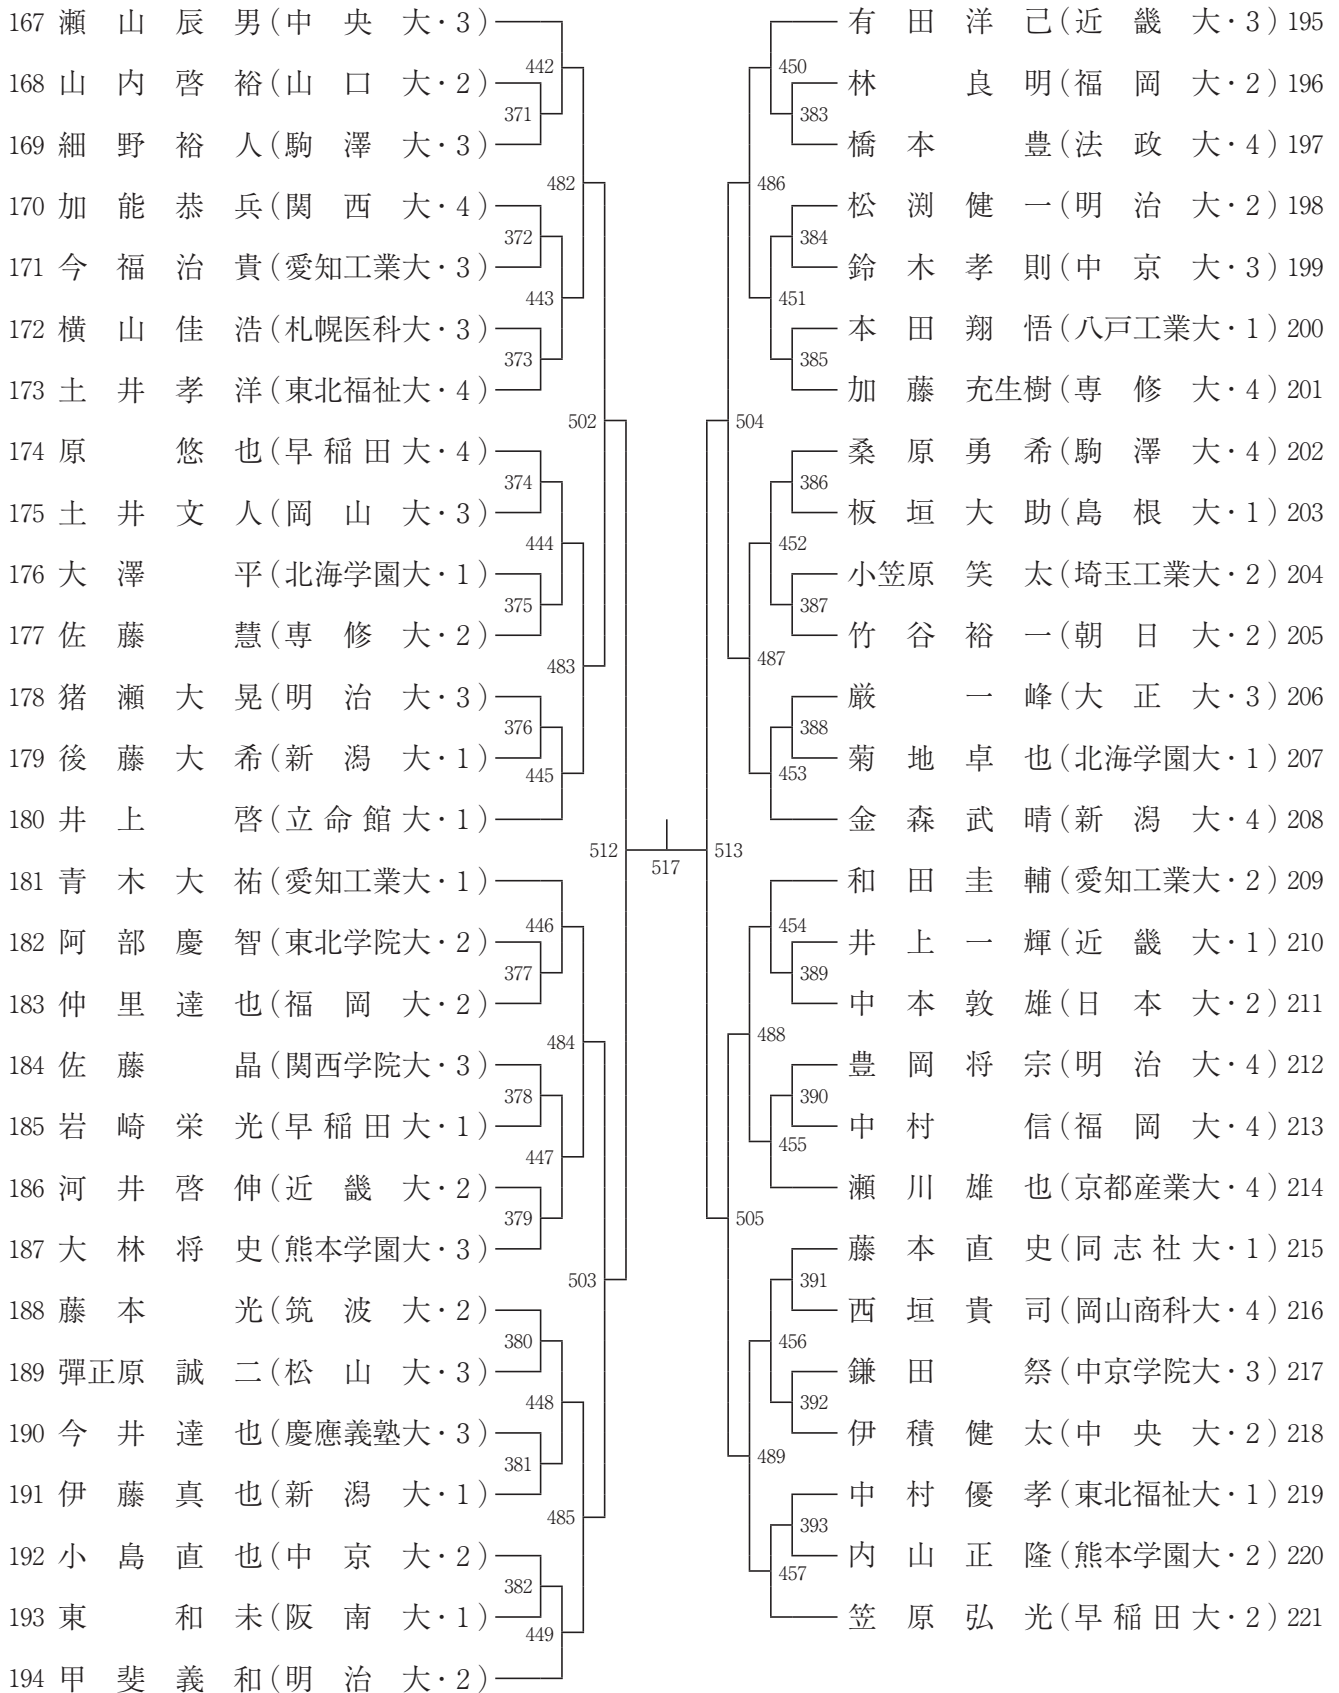 167 瀬山辰男(中央大・3)
442
168 山内啓裕(山口大・2)
371
169 細野裕人(駒澤大・3)
482
170 加能恭兵(関西大・4)
372
171 今福治貴(愛知工業大・3)
443
172 横山佳浩(札幌医科大・3)
373
173 土井孝洋(東北福祉大・4)
502
174 原悠也(早稲田大・4)
374
175 土井文人(岡山大・3)
444
176 大澤平(北海学園大・1)
375
177 佐藤慧(専修大・2)
483
178 猪瀬大晃(明治大・3)
376
179 後藤大希(新潟大・1)
445
180 井上啓(立命館大・1)
512
181 青木大祐(愛知工業大・1)
446
182 阿部慶智(東北学院大・2)
377
183 仲里達也(福岡大・2)
484
184 佐藤晶(関西学院大・3)
378
185 岩崎栄光(早稲田大・1)
447
186 河井啓伸(近畿大・2)
379
187 大林将史(熊本学園大・3)
503
188 藤本光(筑波大・2)
380
189 彈正原誠二(松山大・3)
448
190 今井達也(慶應義塾大・3)
381
191 伊藤真也(新潟大・1)
485
192 小島直也(中京大・2)
382
193 東和未(阪南大・1)
449
194 甲斐義和(明治大・2)
517
有田洋己(近畿大・3) 195
450
林良明(福岡大・2) 196
383
橋本豊(法政大・4) 197
486
松渕健一(明治大・2) 198
384
鈴木孝則(中京大・3) 199
451
本田翔悟(八戸工業大・1) 200
385
加藤充生樹(専修大・4) 201
504
桑原勇希(駒澤大・4) 202
386
板垣大助(島根大・1) 203
452
小笠原笑太(埼玉工業大・2) 204
387
竹谷裕一(朝日大・2) 205
487
厳一峰(大正大・3) 206
388
菊地卓也(北海学園大・1) 207
453
金森武晴(新潟大・4) 208
513
和田圭輔(愛知工業大・2) 209
454
井上一輝(近畿大・1) 210
389
中本敦雄(日本大・2) 211
488
豊岡将宗(明治大・4) 212
390
中村信(福岡大・4) 213
455
瀬川雄也(京都産業大・4) 214
505
藤本直史(同志社大・1) 215
391
西垣貴司(岡山商科大・4) 216
456
鎌田祭(中京学院大・3) 217
392
伊積健太(中央大・2) 218
489
中村優孝(東北福祉大・1) 219
393
内山正隆(熊本学園大・2) 220
457
笠原弘光(早稲田大・2) 221